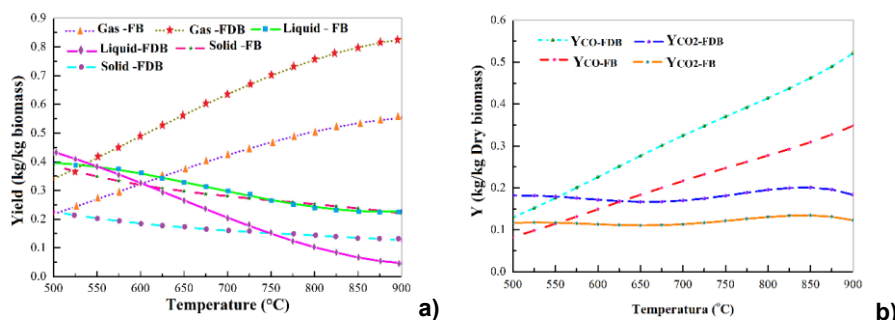 Gas -FB Gas -FDB Liquid - FB
Liquid-FDB Solid -FB
Solid -FDB
Yield (kg/kg biomass)
0.9
0.8
0.7
0.6
0.5
0.4
0.3
0.2
0.1
0.0
500 550 600 650 700 750 800 850 900
Temperature (°C)
a)
YCO-FDB YCO2-FDB
YCO-FB YCO2-FB
Y (kg/kg Dry biomass)
0.6
0.5
0.4
0.3
0.2
0.1
0.0
500 550 600 650 700 750 800 850 900
Temperatura (°C)
b)